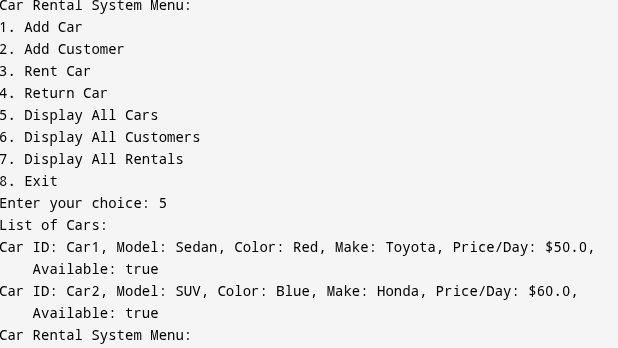 Car Rental System Menu:
1. Add Car
2. Add Customer
3. Rent Car
4. Return Car
5. Display All Cars
6. Display All Customers
7. Display All Rentals
8. Exit
Enter your choice: 5
List of Cars:
Car ID: Car1, Model: Sedan, Color: Red, Make: Toyota, Price/Day: $50.0,
    Available: true
Car ID: Car2, Model: SUV, Color: Blue, Make: Honda, Price/Day: $60.0,
    Available: true
Car Rental System Menu: